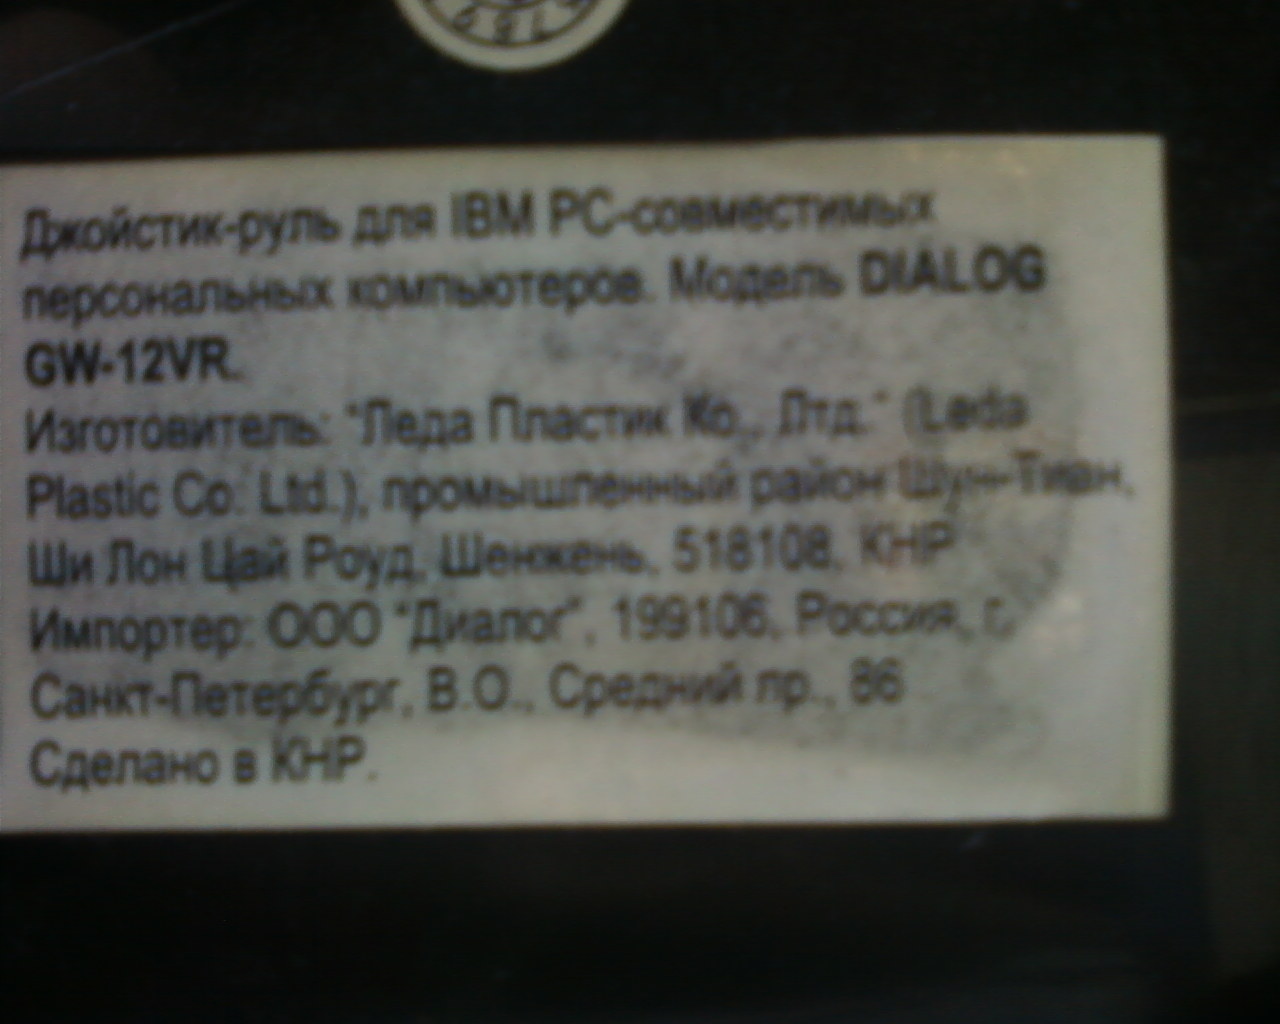 Джойстик-руль для IBM PC-совместимых
персональных компьютеров. Модель DIALOG
GW-12VR.
Изготовитель: "Леда Пластик Ко., Лтд." (Leda
Plastic Co. Ltd.), промышленный район Шун-Тиан,
Ши Лон Цай Роуд, Шенжень, 518108, КНР
Импортер: ООО "Диалог", 199106, Россия, г.
Санкт-Петербург, В.О., Средний пр., 86
Сделано в КНР.